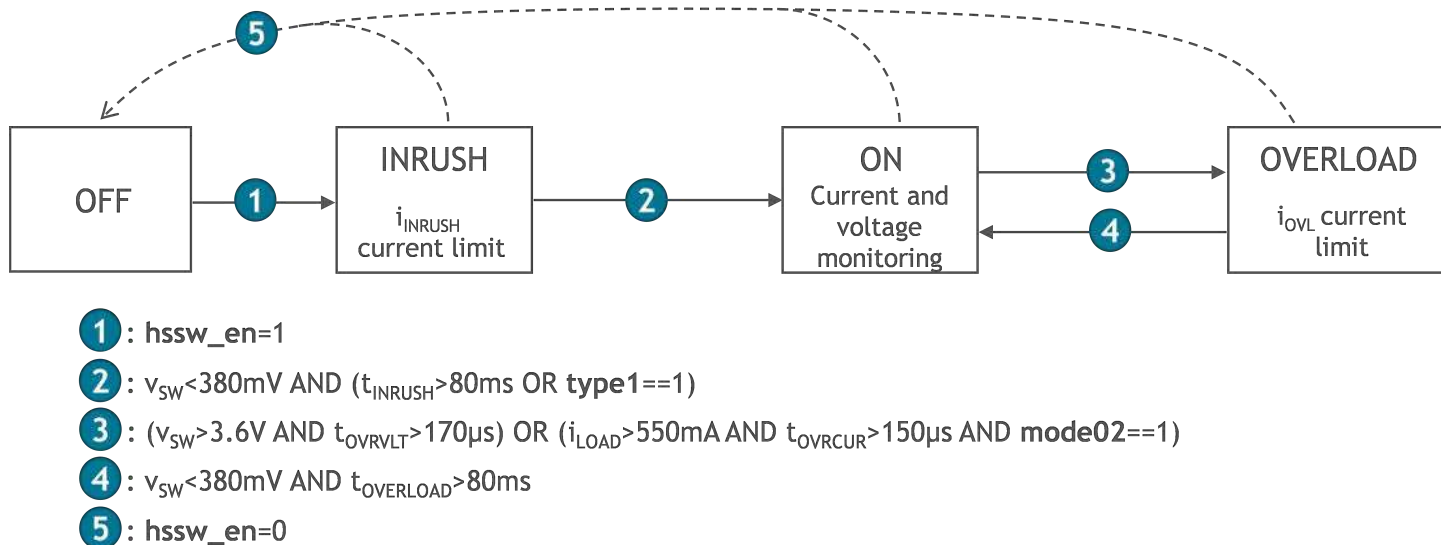 5
OFF
1
INRUSH
iINRUSH
current limit
2
ON
Current and
voltage
monitoring
3
4
OVERLOAD
iOVL current
limit
1 : hssw_en=1
2 : vSW<380mV AND (tINRUSH>80ms OR type1==1)
3 : (vSW>3.6V AND tOVRVLT>170µs) OR (iLOAD>550mA AND tOVRCUR>150µs AND mode02==1)
4 : vSW<380mV AND tOVERLOAD>80ms
5 : hssw_en=0